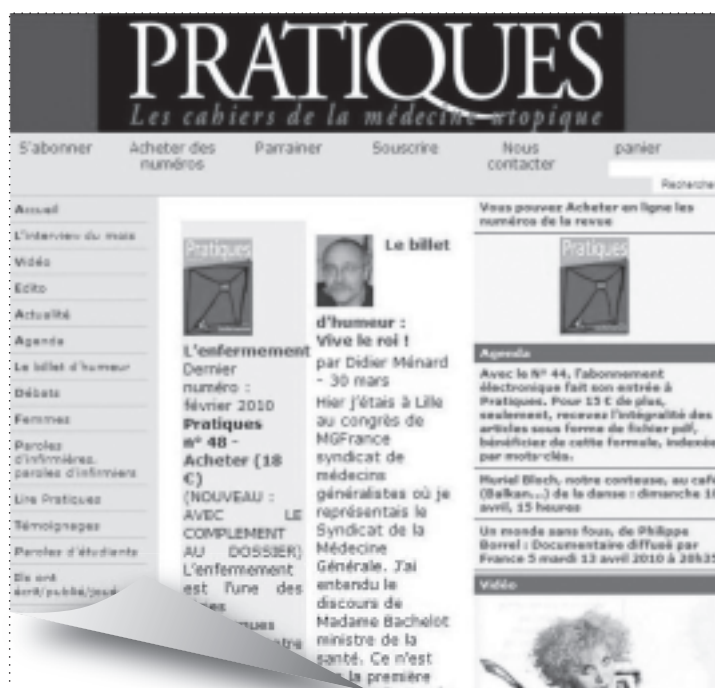 PRATIQUES
Les cahiers de la médecine utopique
S'abonner
Acheter des
numéros
Parrainer
Souscrire
Nous
contacter
panier
Recherche
Accueil
L'interview du mois
Vidéo
Edito
Actualité
Agenda
Le billet d'humeur
Débats
Femmes
Paroles
d'infirmières,
paroles d'infirmiers
Lire Pratiques
Témoignages
Paroles d'étudiants
Ils ont
écrit/publié/joué
Pratiques
L'enfermement
Dernier
numéro :
février 2010
Pratiques
n° 48 -
Acheter (18
€)
(NOUVEAU :
AVEC LE
COMPLEMENT
AU DOSSIER)
L'enfermement
est l'une des
Le billet
d'humeur :
Vive le roi !
par Didier Ménard
- 30 mars
Hier j'étais à Lille
au congrès de
MGFrance
syndicat de
médecins
généralistes où je
représentais le
Syndicat de la
Médecine
Générale. J'ai
entendu le
discours de
Madame Bachelot
ministre de la
santé. Ce n'est
la première
Vous pouvez Acheter en ligne les
numéros de la revue
Pratiques
Agenda
Avec le N° 44, l'abonnement
électronique fait son entrée à
Pratiques. Pour 15 € de plus,
seulement, recevez l'intégralité des
articles sous forme de fichier pdf,
bénéficiez de cette formule, indexée
par mots-clés.
Muriel Bloch, notre conteuse, au café
(Balkan...) de la danse : dimanche 18
avril, 15 heures
Un monde sans fous, de Philippe
Borrel : Documentaire diffusé par
France 5 mardi 13 avril 2010 à 20h35
Vidéo